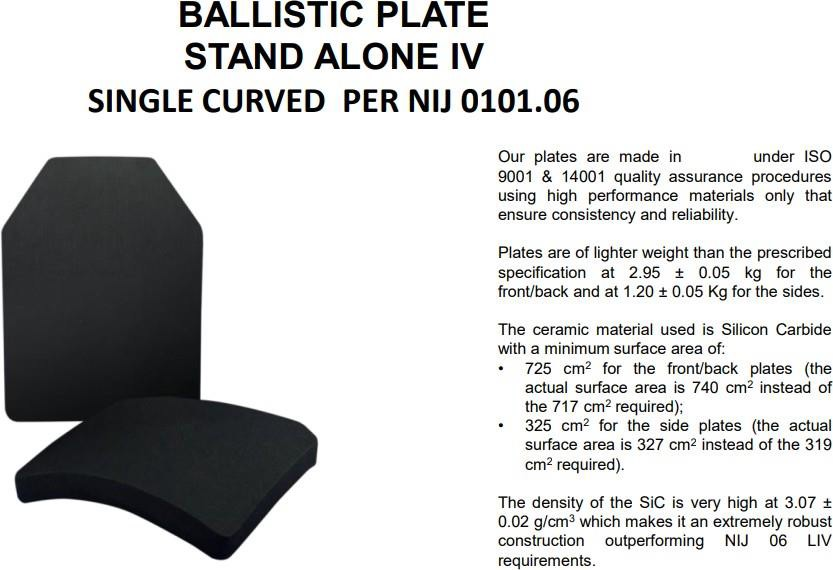 BALLISTIC PLATE
STAND ALONE IV
SINGLE CURVED PER NIJ 0101.06
Our plates are made in under ISO
9001 & 14001 quality assurance procedures
using high performance materials only that
ensure consistency and reliability.
Plates are of lighter weight than the prescribed
specification at 2.95 ± 0.05 kg for the
front/back and at 1.20 ± 0.05 Kg for the sides.
The ceramic material used is Silicon Carbide
with a minimum surface area of:
• 725 cm² for the front/back plates (the
actual surface area is 740 cm² instead of
the 717 cm² required);
• 325 cm² for the side plates (the actual
surface area is 327 cm² instead of the 319
cm² required).
The density of the SiC is very high at 3.07 ±
0.02 g/cm³ which makes it an extremely robust
construction outperforming NIJ 06 LIV
requirements.